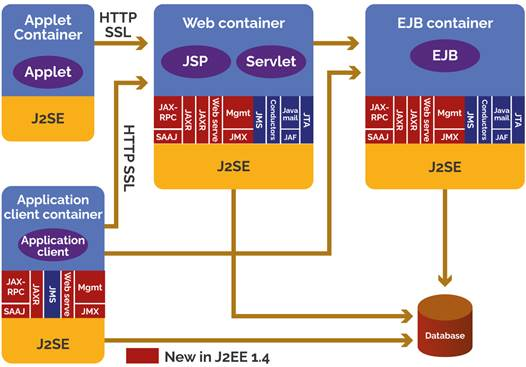 Applet
Container
Applet
J2SE
HTTP
SSL
Web container
JSP
Servlet
JAX-
RPC
SAAJ
JAXR
JAXR
Web serve
Mgmt
JMX
JMS
Conductors
Java
mail
JAF
JTA
J2SE
EJB container
EJB
JAX-
RPC
SAAJ
JAXR
JAXR
Web serve
Mgmt
JMX
JMS
Conductors
Java
mail
JAF
JTA
J2SE
HTTP SSL
Application
client container
Application
client
JAX-
RPC
SAAJ
JAXR
JMS
Web serve
Mgmt
JMX
J2SE
Database
New in J2EE 1.4